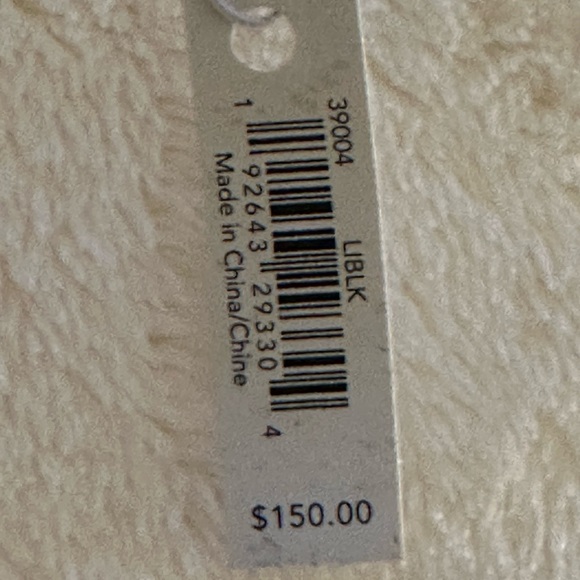 39004 LIBLK
1 92643 29330 4
Made in China/Chine
$150.00